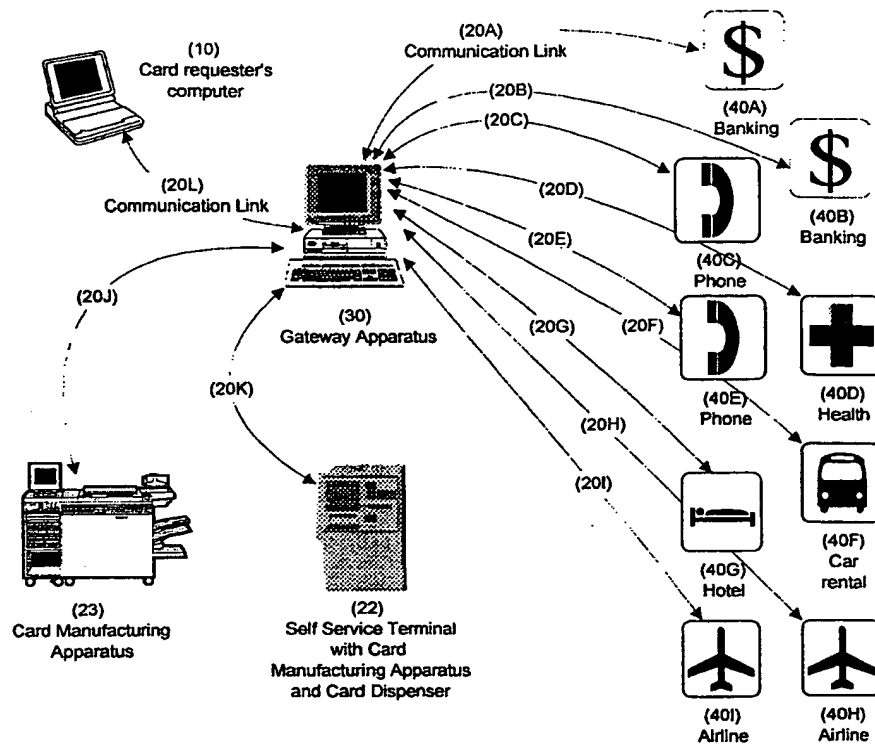 (10)
Card requester's
computer
(20A)
Communication Link
$
(40A)
Banking
(20B)
(20C)
$
(40B)
Banking
(20L)
Communication Link
(20D)
(40C)
Phone
(20E)
(20J)
(30)
Gateway Apparatus
(20G)
(20F)
(40E)
Phone
(40D)
Health
(20K)
(20H)
(20I)
(40G)
Hotel
(40F)
Car
rental
(23)
Card Manufacturing
Apparatus
(22)
Self Service Terminal
with Card
Manufacturing Apparatus
and Card Dispenser
(40I)
Airline
(40H)
Airline